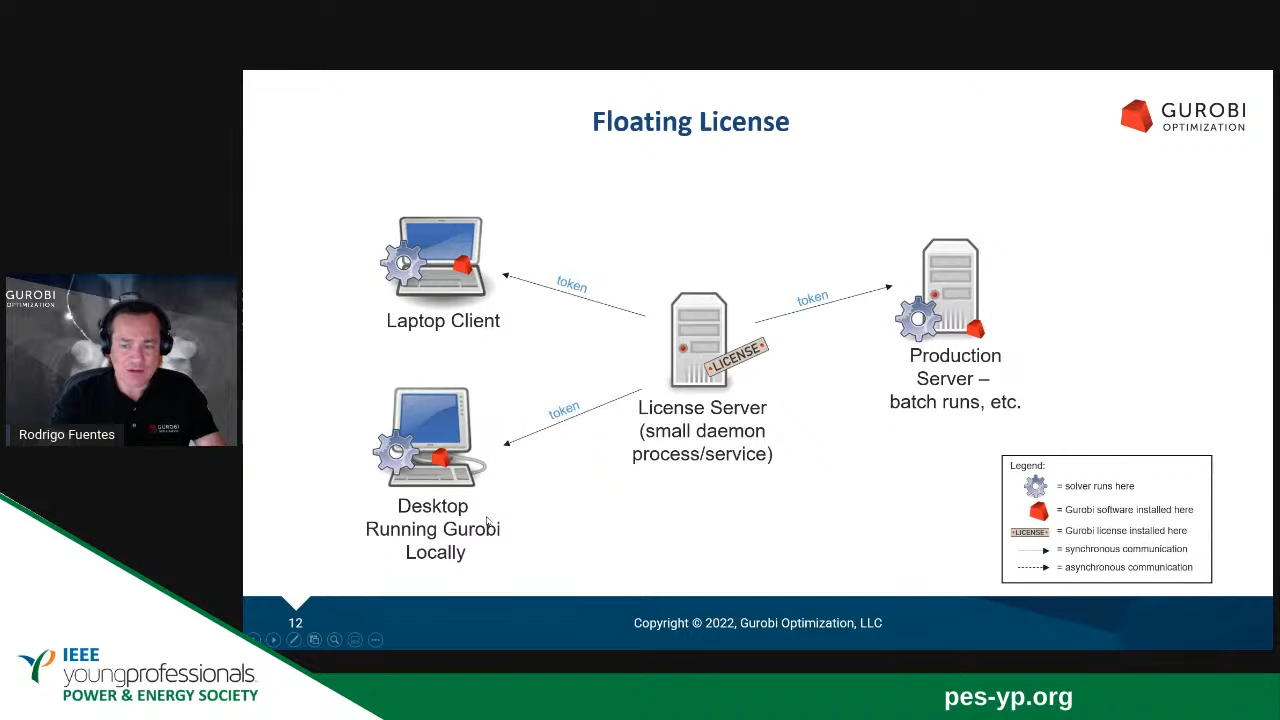 Floating License
GUROBI
OPTIMIZATION
token
token
Laptop Client
LICENSE
Production
Server –
batch runs, etc.
token
License Server
(small daemon
process/service)
Desktop
Running Gurobi
Locally
Legend:
= solver runs here
= Gurobi software installed here
LICENSE
= Gurobi license installed here
= synchronous communication
= asynchronous communication
12
Copyright © 2022, Gurobi Optimization, LLC
GUROBI
OPTIMIZATION
GUROBI
Rodrigo Fuentes
IEEE
youngprofessionals
POWER & ENERGY SOCIETY
pes-yp.org